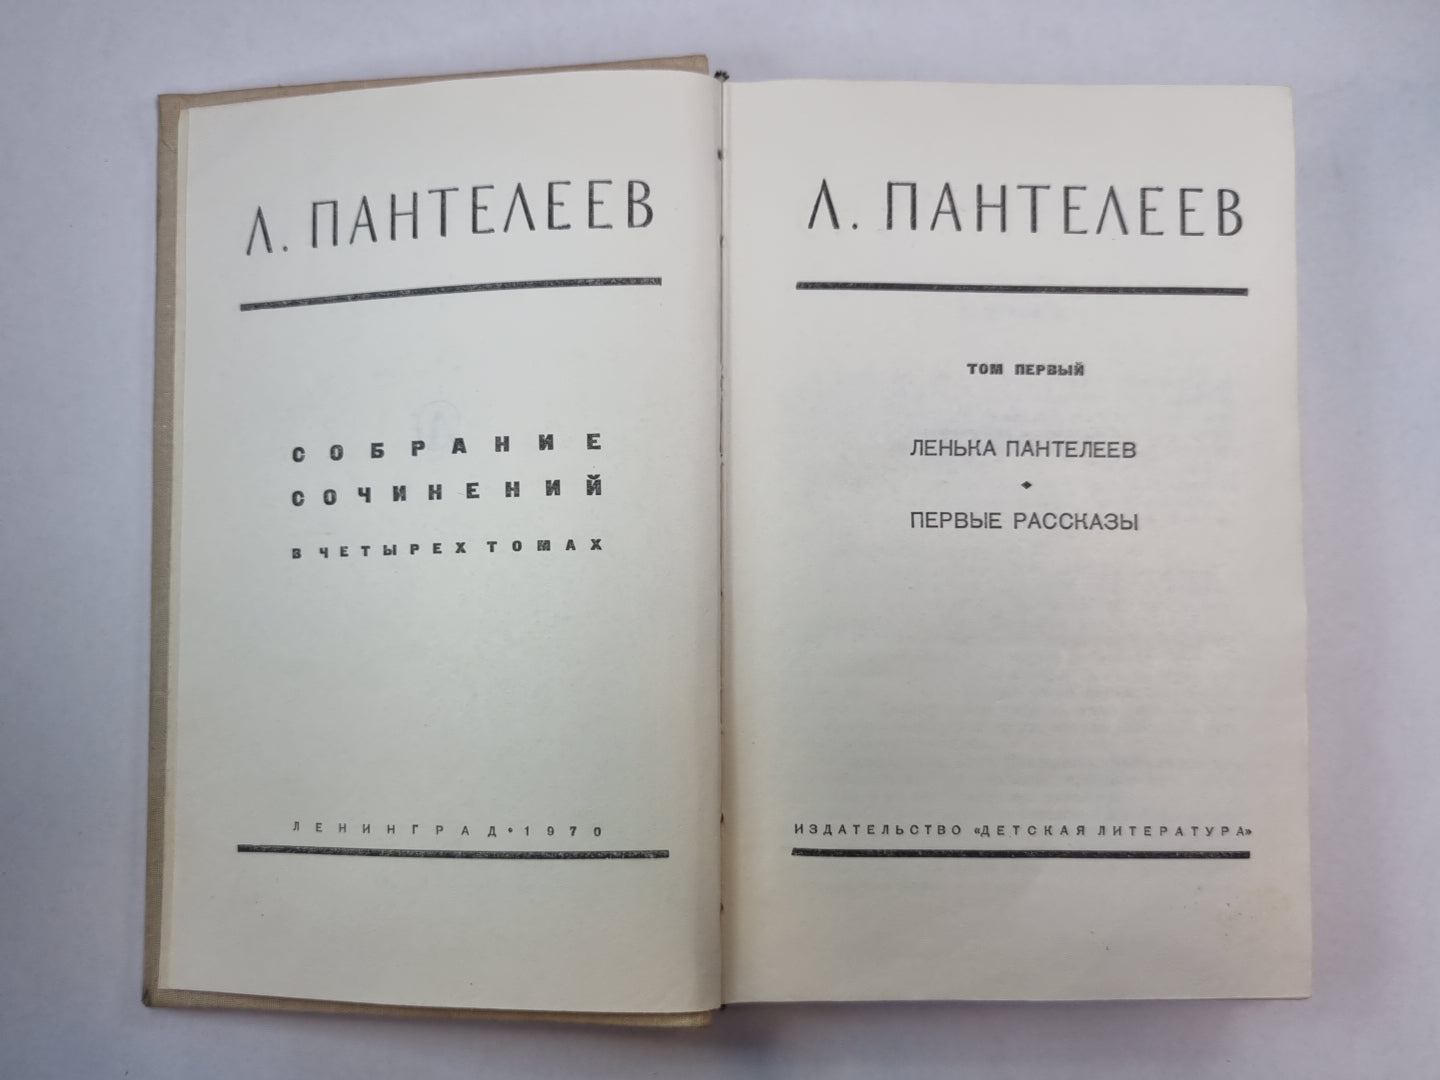 Л. ПАНТЕЛЕЕВ
СОБРАНИЕ
СОЧИНЕНИЙ
В ЧЕТЫРЕХ ТОМАХ
ЛЕНИНГРАД • 1970
Л. ПАНТЕЛЕЕВ
ТОМ ПЕРВЫЙ
ЛЕНЬКА ПАНТЕЛЕЕВ
ПЕРВЫЕ РАССКАЗЫ
ИЗДАТЕЛЬСТВО «ДЕТСКАЯ ЛИТЕРАТУРА»